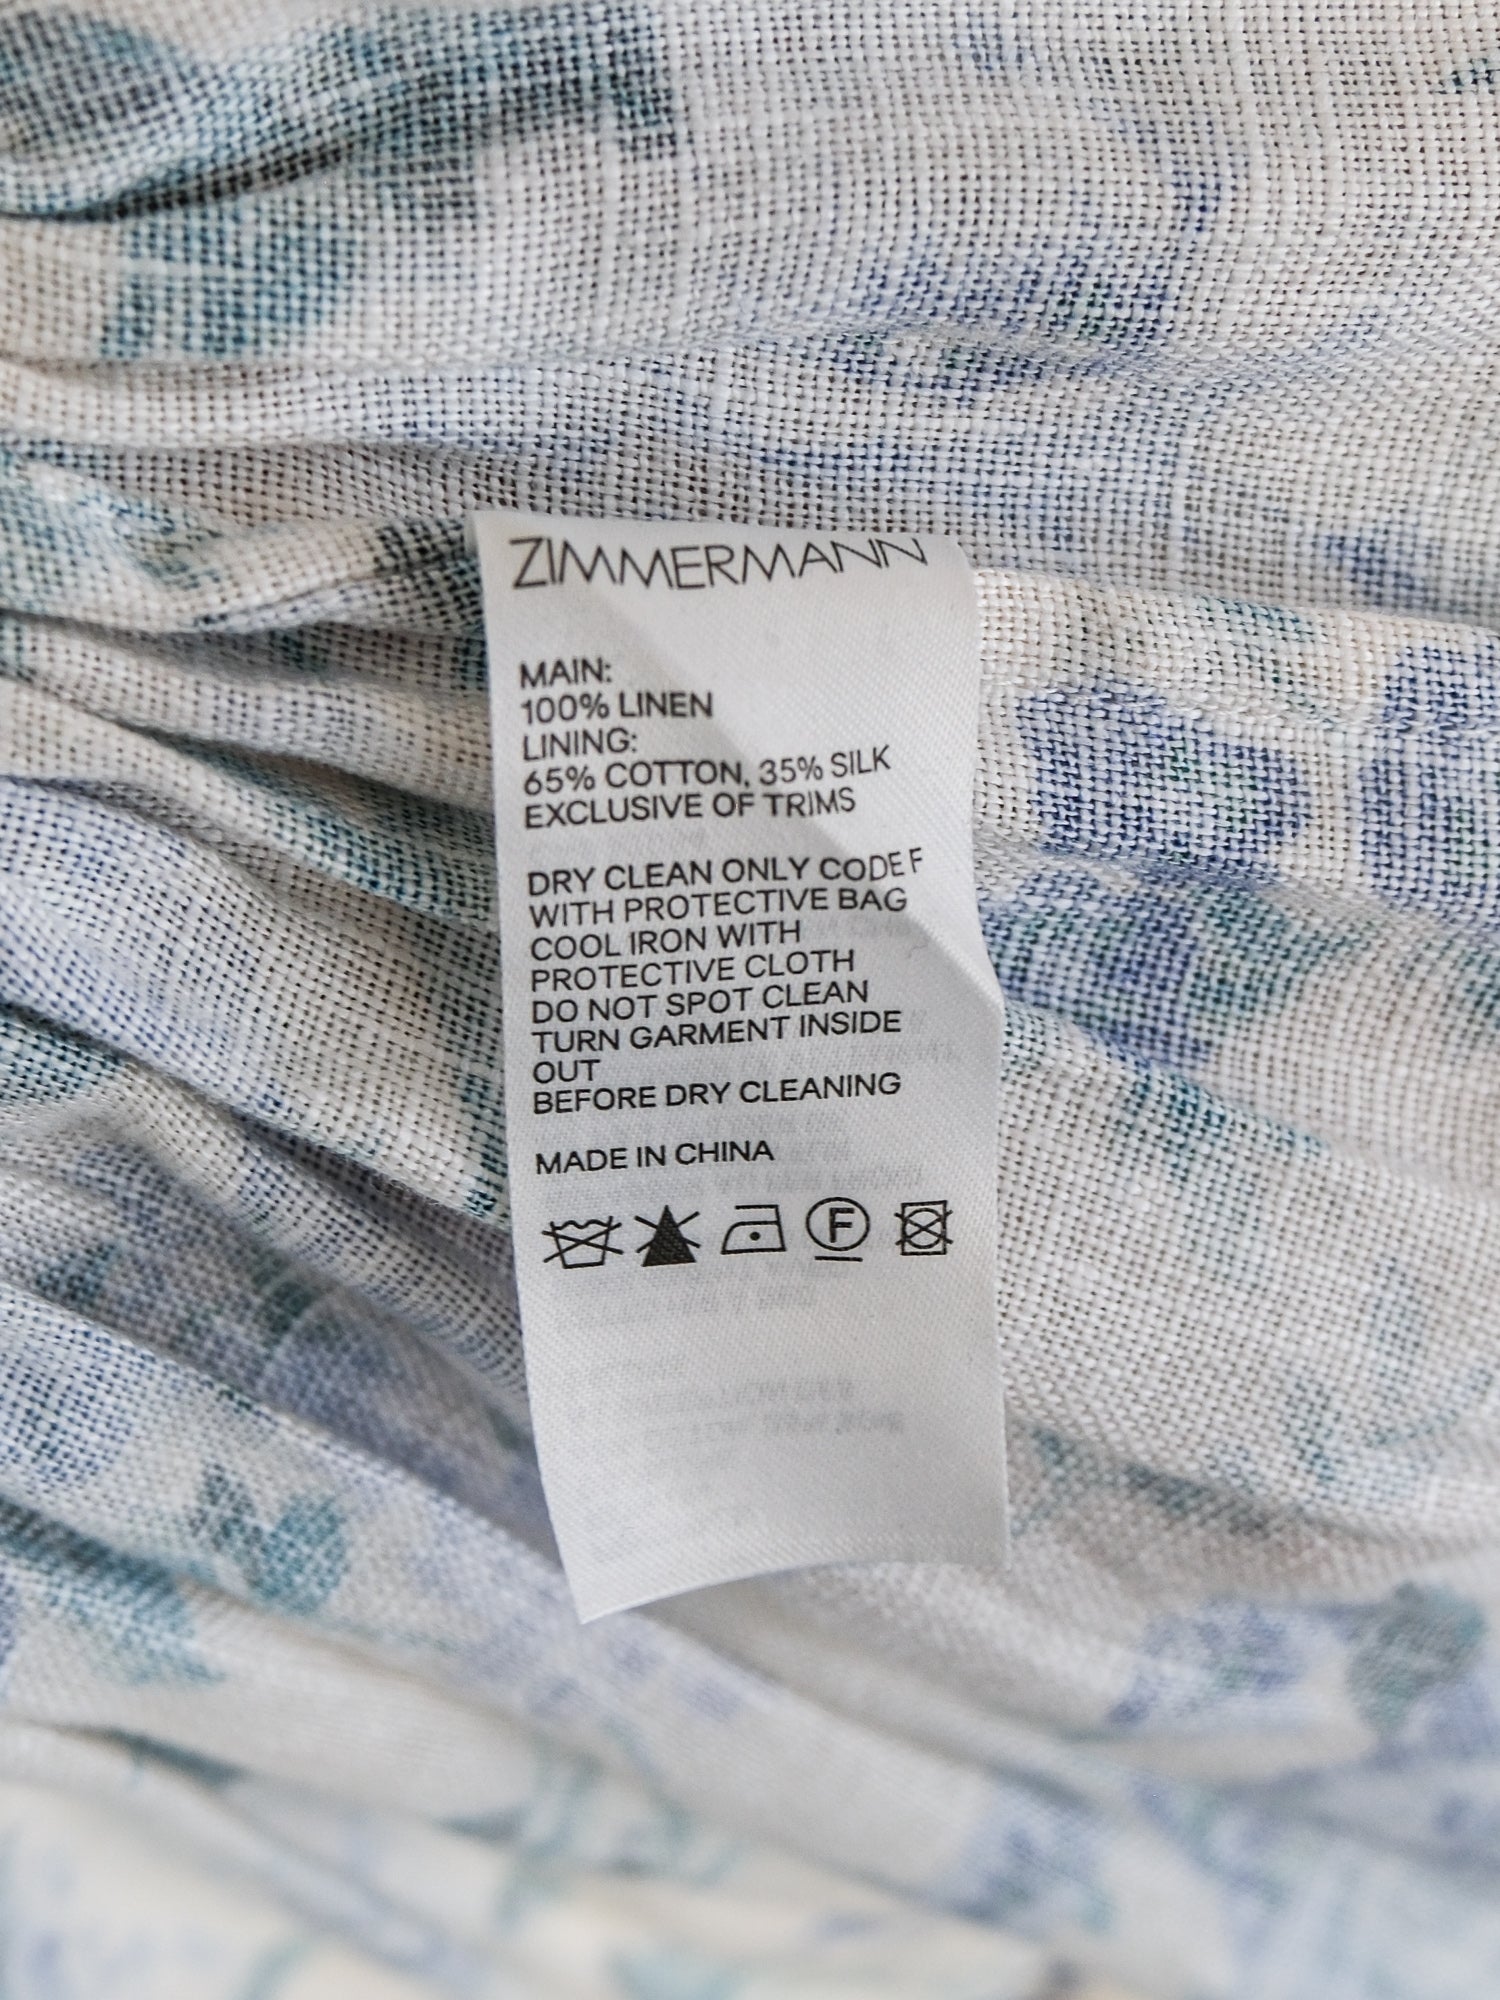 ZIMMERMANN
MAIN:
100% LINEN
LINING:
65% COTTON, 35% SILK
EXCLUSIVE OF TRIMS
DRY CLEAN ONLY CODE F
WITH PROTECTIVE BAG
COOL IRON WITH
PROTECTIVE CLOTH
DO NOT SPOT CLEAN
TURN GARMENT INSIDE
OUT
BEFORE DRY CLEANING
MADE IN CHINA
F